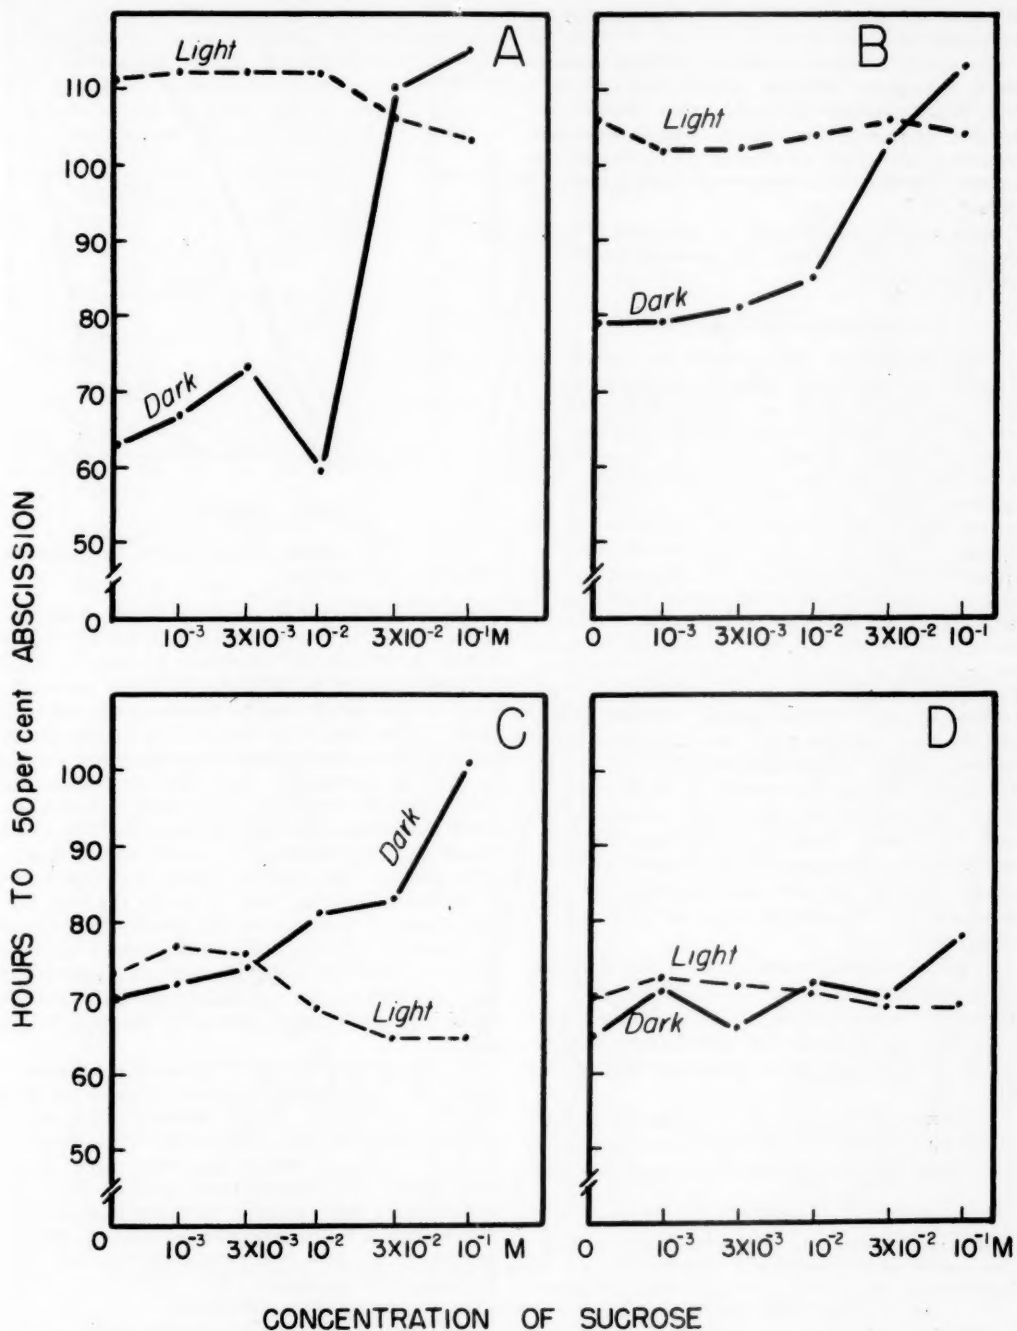 A
Light
Dark
110
100
90
80
70
60
50
0
10⁻³ 3X10⁻³ 10⁻² 3X10⁻² 10⁻¹M
B
Light
Dark
0 10⁻³ 3X10⁻³ 10⁻² 3X10⁻² 10⁻¹
C
Dark
Light
100
90
80
70
60
50
0 10⁻³ 3X10⁻³ 10⁻² 3X10⁻² 10⁻¹ M
D
Light
Dark
0 10⁻³ 3X10⁻³ 10⁻² 3X10⁻² 10⁻¹M
HOURS TO 50per cent ABSCISSION
CONCENTRATION OF SUCROSE